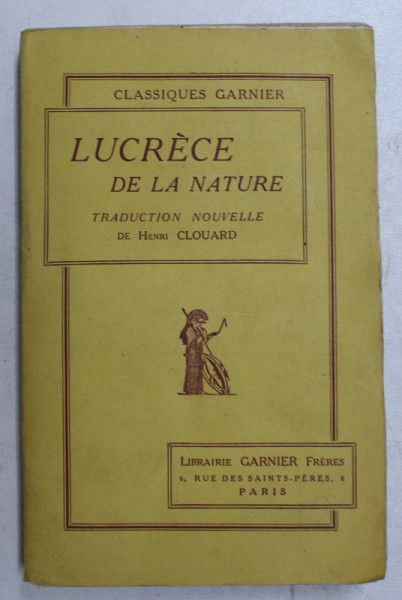 CLASSIQUES GARNIER
LUCRÈCE
DE LA NATURE
TRADUCTION NOUVELLE
DE HENRI CLOUARD
LIBRAIRIE GARNIER FRÈRES
6, RUE DES SAINTS-PÈRES, 6
PARIS